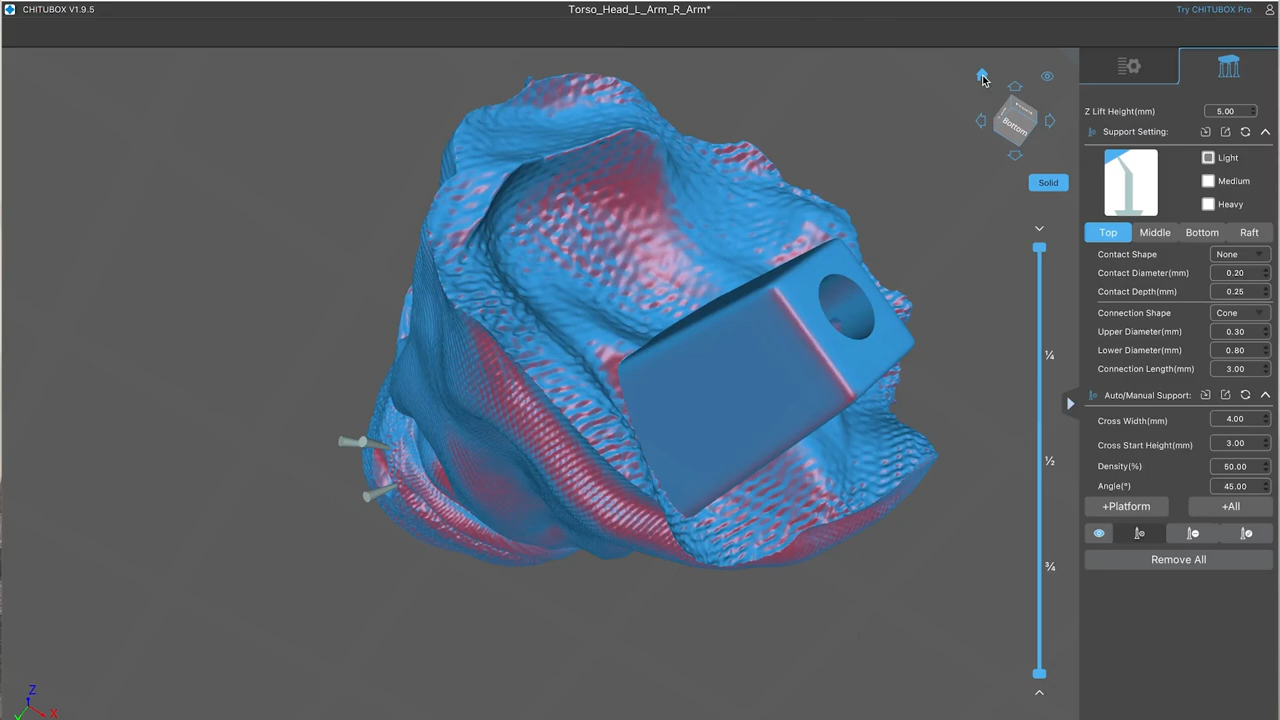 CHITUBOX V1.9.5
Torso_Head_L_Arm_R_Arm*
Try CHITUBOX Pro
Bottom
Solid
¼
½
¾
Z
X
Y
Z Lift Height(mm) 5.00
Support Setting:
Light
Medium
Heavy
Top Middle Bottom Raft
Contact Shape None
Contact Diameter(mm) 0.20
Contact Depth(mm) 0.25
Connection Shape Cone
Upper Diameter(mm) 0.30
Lower Diameter(mm) 0.80
Connection Length(mm) 3.00
Auto/Manual Support:
Cross Width(mm) 4.00
Cross Start Height(mm) 3.00
Density(%) 50.00
Angle(°) 45.00
+Platform +All
Remove All